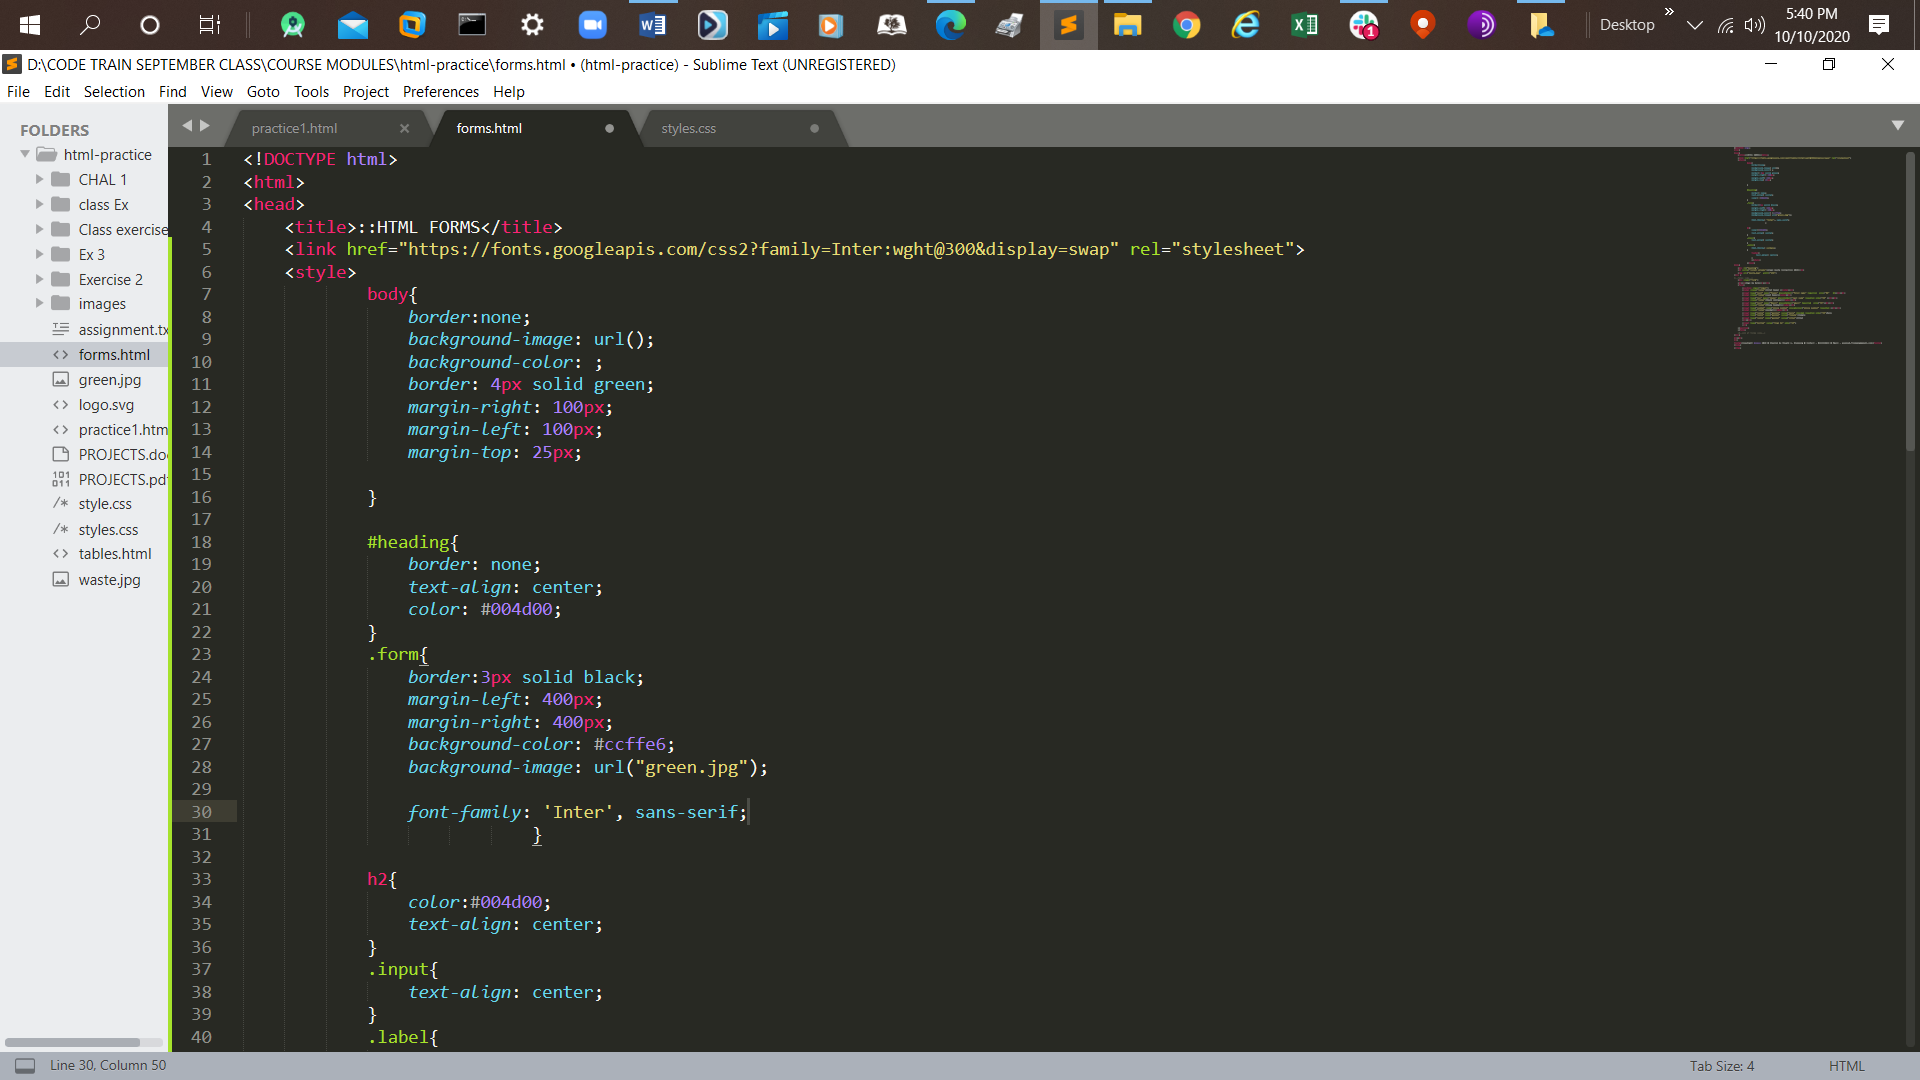 Desktop »
5:40 PM
10/10/2020
1
D:\CODE TRAIN SEPTEMBER CLASS\COURSE MODULES\html-practice\forms.html • (html-practice) - Sublime Text (UNREGISTERED)
File Edit Selection Find View Goto Tools Project Preferences Help
FOLDERS
html-practice
CHAL 1
class Ex
Class exercise
Ex 3
Exercise 2
images
assignment.tx
forms.html
green.jpg
logo.svg
practice1.htm
PROJECTS.do
PROJECTS.pd
style.css
styles.css
tables.html
waste.jpg
practice1.html
forms.html
styles.css
1 <!DOCTYPE html>
2 <html>
3 <head>
4 <title>::HTML FORMS</title>
5 <link href="https://fonts.googleapis.com/css2?family=Inter:wght@300&display=swap" rel="stylesheet">
6 <style>
7 body{
8 border:none;
9 background-image: url();
10 background-color: ;
11 border: 4px solid green;
12 margin-right: 100px;
13 margin-left: 100px;
14 margin-top: 25px;
15
16 }
17
18 #heading{
19 border: none;
20 text-align: center;
21 color: #004d00;
22 }
23 .form{
24 border:3px solid black;
25 margin-left: 400px;
26 margin-right: 400px;
27 background-color: #ccffe6;
28 background-image: url("green.jpg");
29
30 font-family: 'Inter', sans-serif;
31 }
32
33 h2{
34 color:#004d00;
35 text-align: center;
36 }
37 .input{
38 text-align: center;
39 }
40 .label{
Line 30, Column 50
Tab Size: 4
HTML